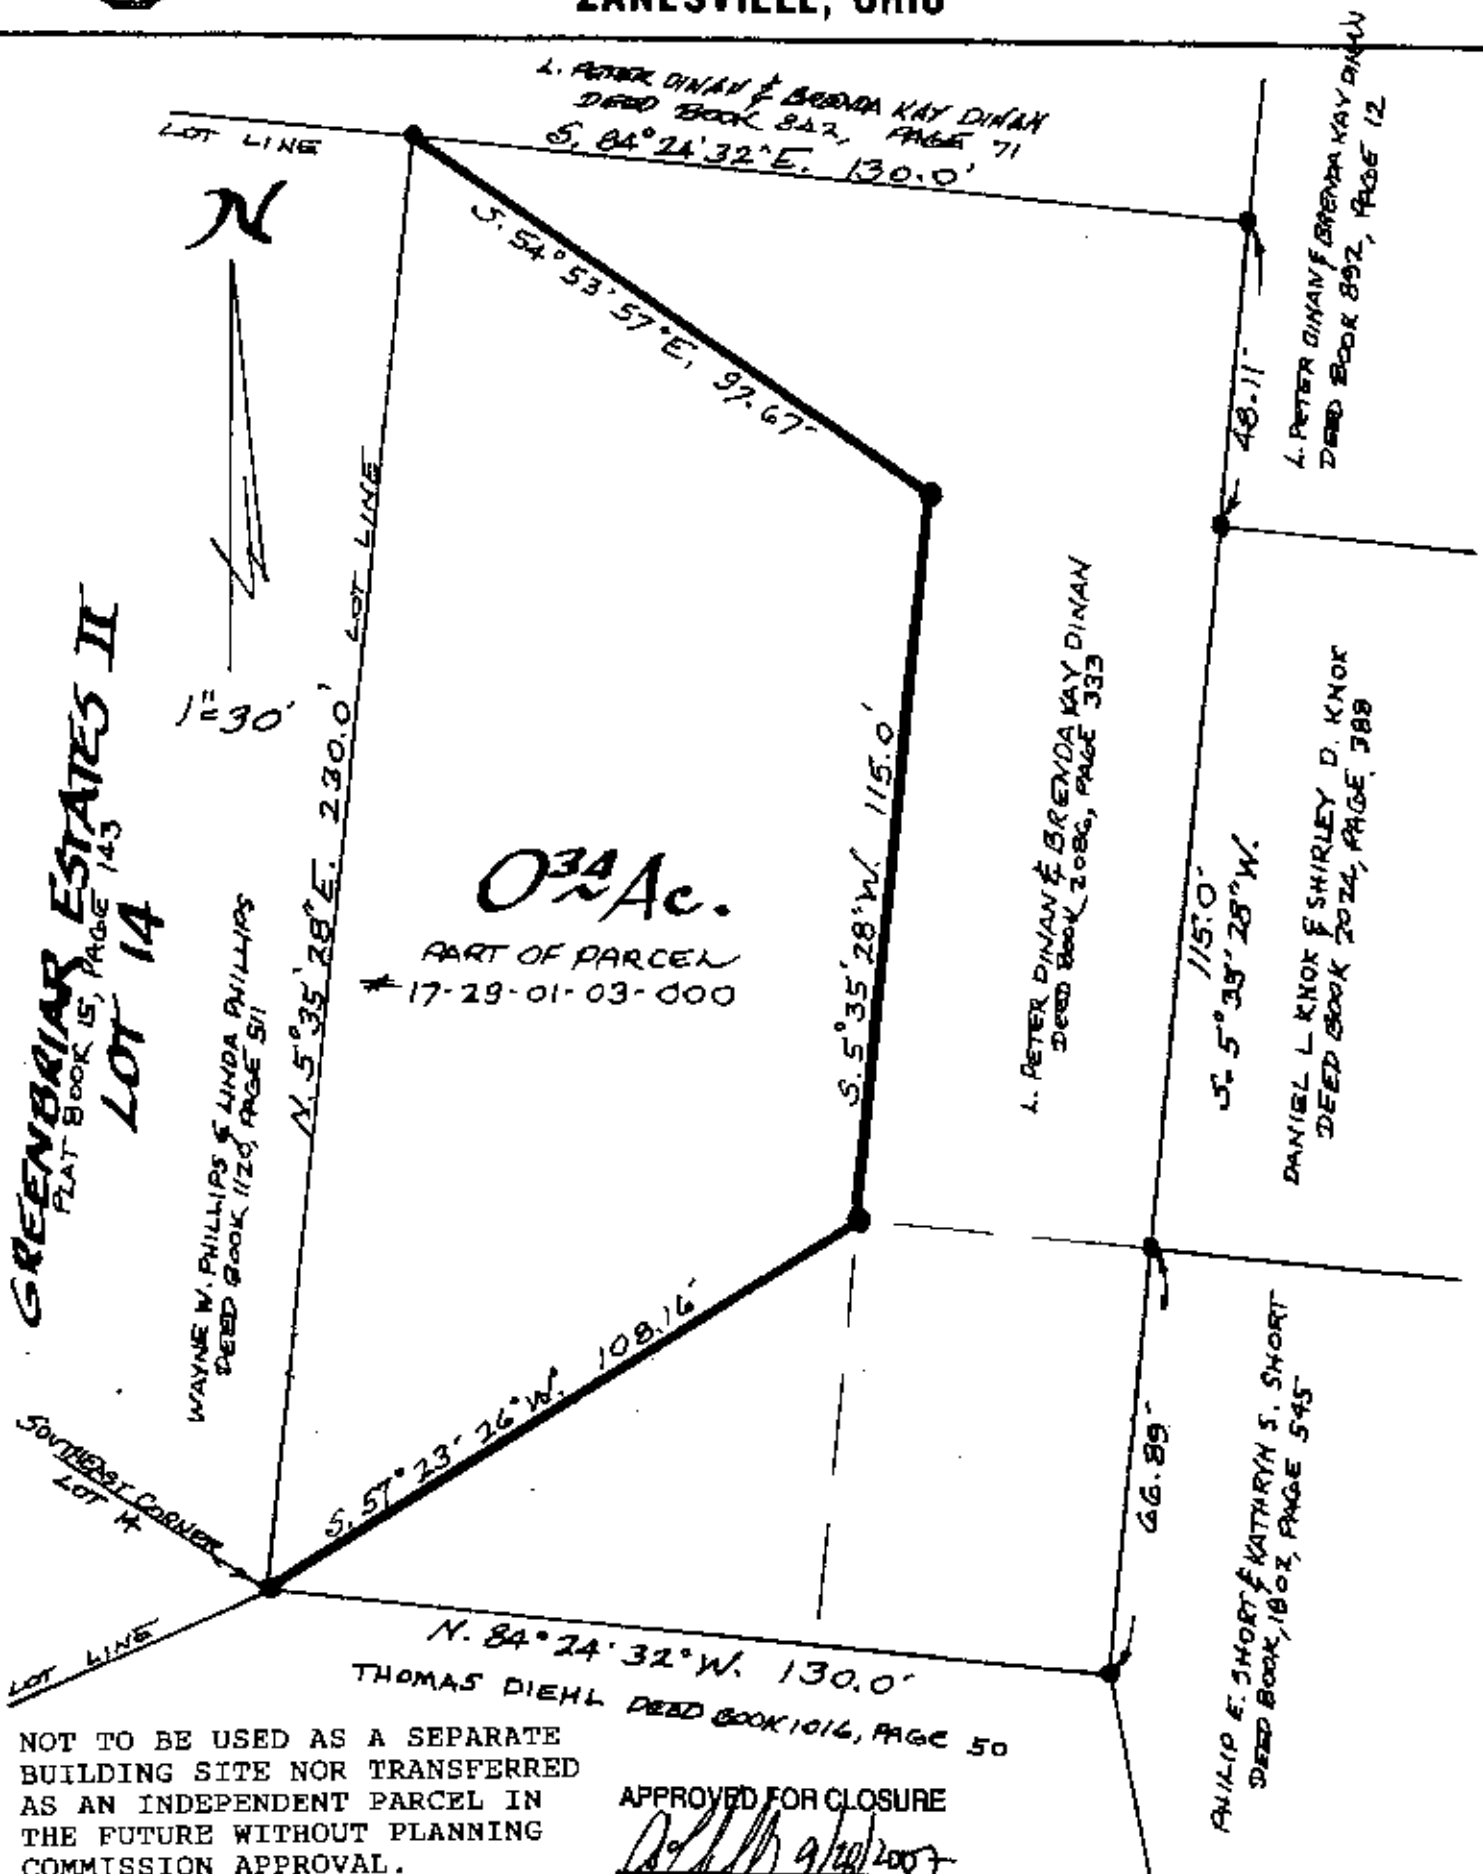 ZANESVILLE, OHIO
L. PETER DINAN & BRENDA KAY DINAN
DEED BOOK 842, PAGE 71
S. 84° 24' 32" E. 130.0'
LOT LINE
N
S. 54° 53' 57" E. 97.67'
L. PETER DINAN & BRENDA KAY DINAN
DEED BOOK 892, PAGE 12
48.11'
1"=30'
LOT LINE
N. 5° 35' 28" E. 230.0'
GREENBRIAR ESTATES II
PLAT BOOK 15, PAGE 143
LOT 14
WAYNE W. PHILLIPS & LINDA PHILLIPS
DEED BOOK 1120, PAGE 511
0.34 Ac.
PART OF PARCEL
# 17-29-01-03-000
S. 5° 35' 28" W. 115.0'
L. PETER DINAN & BRENDA KAY DINAN
DEED BOOK 2086, PAGE 333
115.0'
S. 5° 35' 28" W.
DANIEL L KNOX & SHIRLEY D. KNOX
DEED BOOK 2024, PAGE 388
S. 57° 23' 26" W. 108.16'
66.89'
PHILIP E. SHORT & KATHRYN S. SHORT
DEED BOOK 1802, PAGE 545
SOUTHEAST CORNER
LOT 14
LOT LINE
N. 84° 24' 32" W. 130.0'
THOMAS DIEHL DEED BOOK 1016, PAGE 50
NOT TO BE USED AS A SEPARATE
BUILDING SITE NOR TRANSFERRED
AS AN INDEPENDENT PARCEL IN
THE FUTURE WITHOUT PLANNING
COMMISSION APPROVAL.
APPROVED FOR CLOSURE
2007